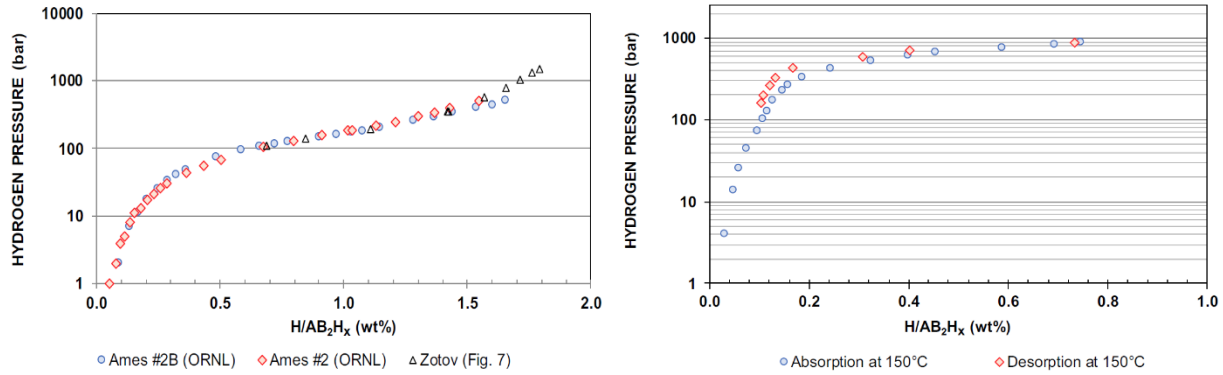 10000
1000
100
10
1
HYDROGEN PRESSURE (bar)
0.0 0.5 1.0 1.5 2.0
H/AB₂Hₓ (wt%)
Ames #2B (ORNL) Ames #2 (ORNL) Zotov (Fig. 7)
1000
100
10
1
HYDROGEN PRESSURE (bar)
0.0 0.2 0.4 0.6 0.8 1.0
H/AB₂Hₓ (wt%)
Absorption at 150°C Desorption at 150°C